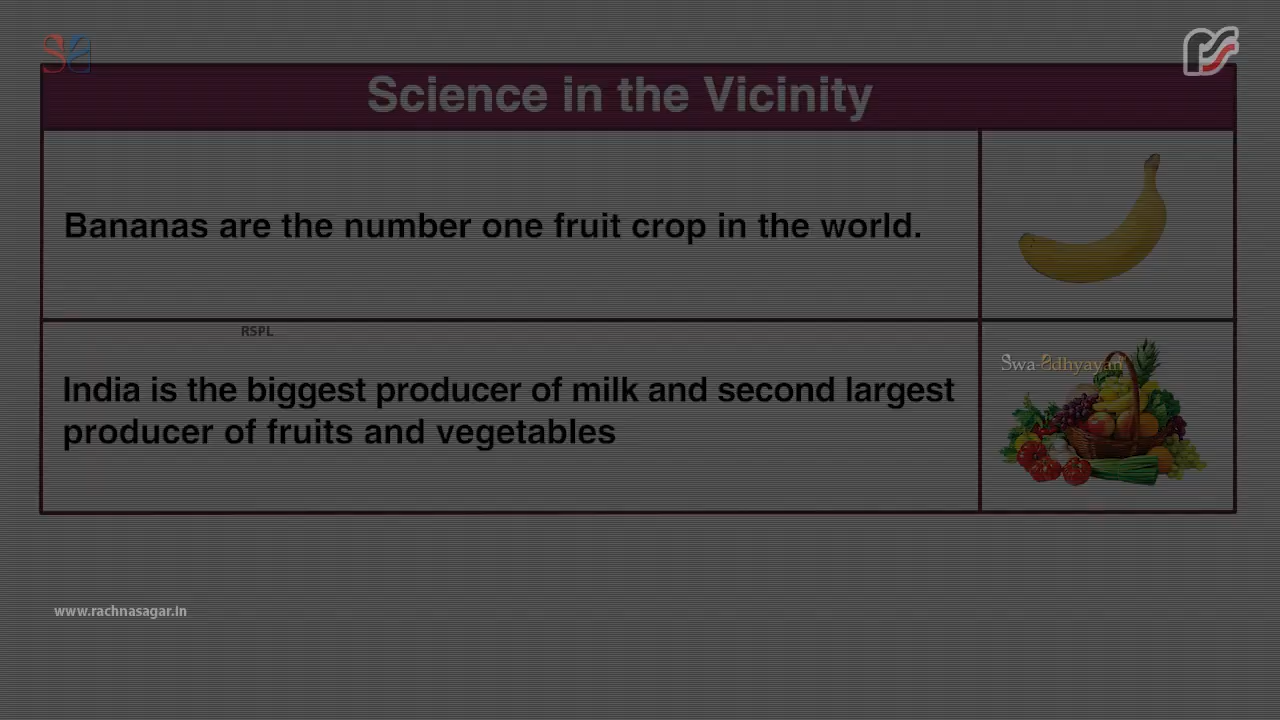 Science in the Vicinity
Bananas are the number one fruit crop in the world.
RSPL
India is the biggest producer of milk and second largest
producer of fruits and vegetables
Swa-adhyayan
www.rachnasagar.in